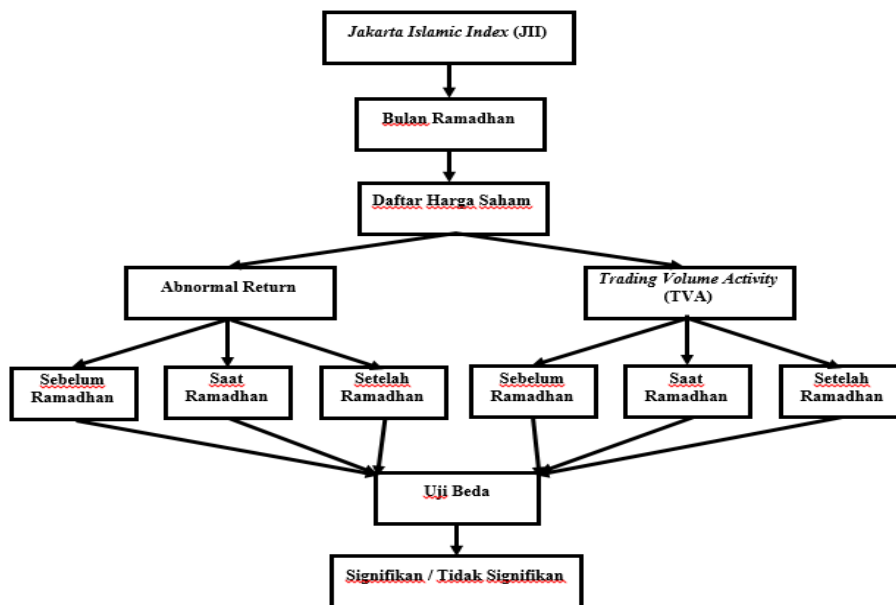 Jakarta Islamic Index (JII)
Bulan Ramadhan
Daftar Harga Saham
Abnormal Return
Trading Volume Activity
(TVA)
Sebelum
Ramadhan
Saat
Ramadhan
Setelah
Ramadhan
Sebelum
Ramadhan
Saat
Ramadhan
Setelah
Ramadhan
Uji Beda
Signifikan / Tidak Signifikan